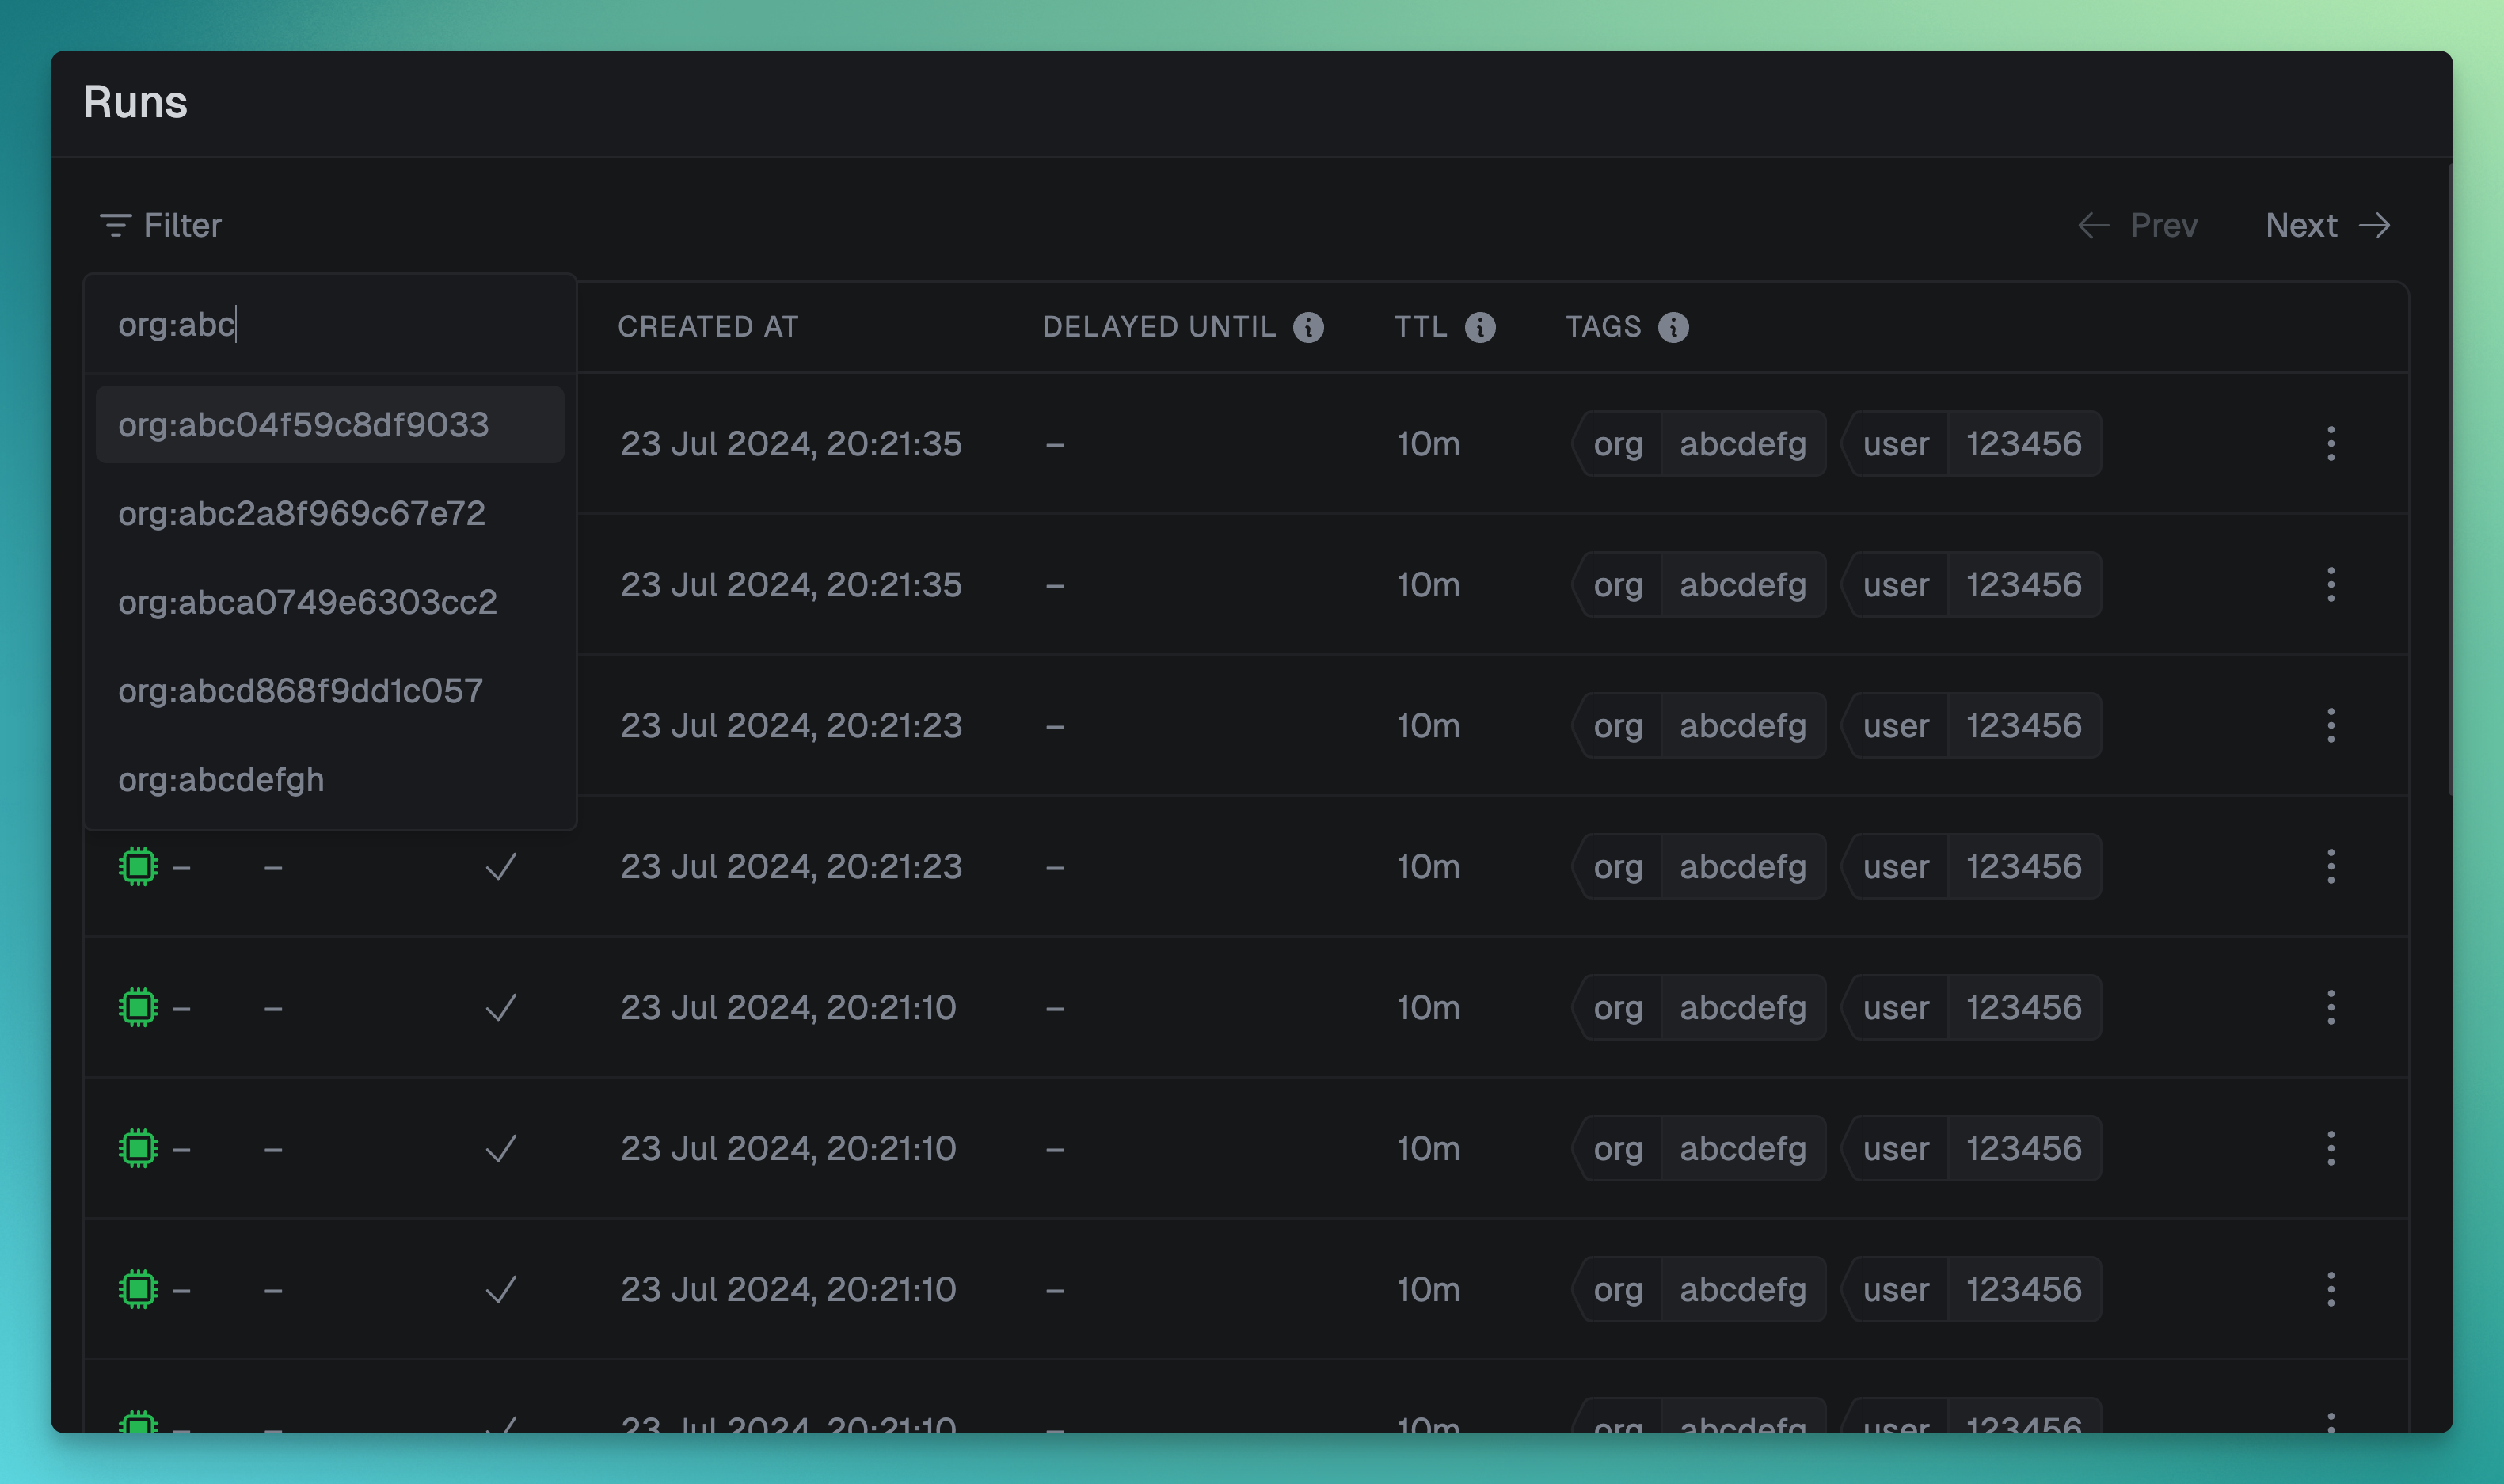 Runs
Filter
Prev Next
org:abc
CREATED AT DELAYED UNTIL TTL TAGS
org:abc04f59c8df9033
23 Jul 2024, 20:21:35 – 10m org abcdefg user 123456
org:abc2a8f969c67e72
23 Jul 2024, 20:21:35 – 10m org abcdefg user 123456
org:abca0749e6303cc2
org:abcd868f9dd1c057
23 Jul 2024, 20:21:23 – 10m org abcdefg user 123456
org:abcdefgh
– – 23 Jul 2024, 20:21:23 – 10m org abcdefg user 123456
– – 23 Jul 2024, 20:21:10 – 10m org abcdefg user 123456
– – 23 Jul 2024, 20:21:10 – 10m org abcdefg user 123456
– – 23 Jul 2024, 20:21:10 – 10m org abcdefg user 123456
– – 23 Jul 2024, 20:21:10 – 10m org abcdefg user 123456